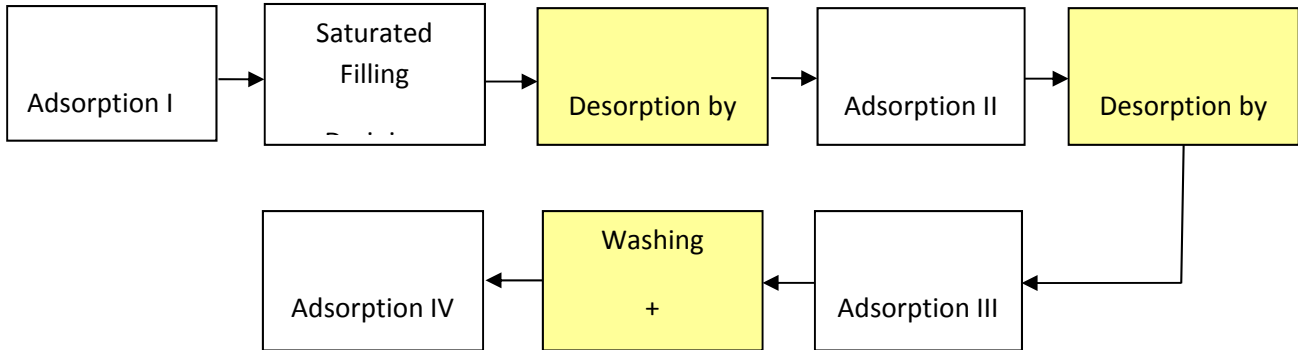 Adsorption I
Saturated
Filling
Desorption by
Adsorption II
Desorption by
Adsorption III
Washing
+
Adsorption IV